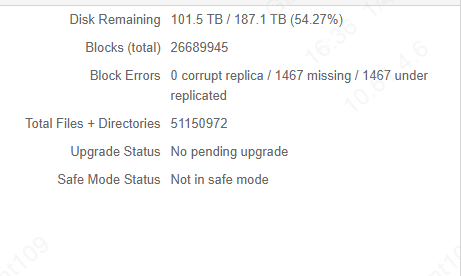 Disk Remaining 101.5 TB / 187.1 TB (54.27%)
Blocks (total) 26689945
Block Errors 0 corrupt replica / 1467 missing / 1467 under
replicated
Total Files + Directories 51150972
Upgrade Status No pending upgrade
Safe Mode Status Not in safe mode